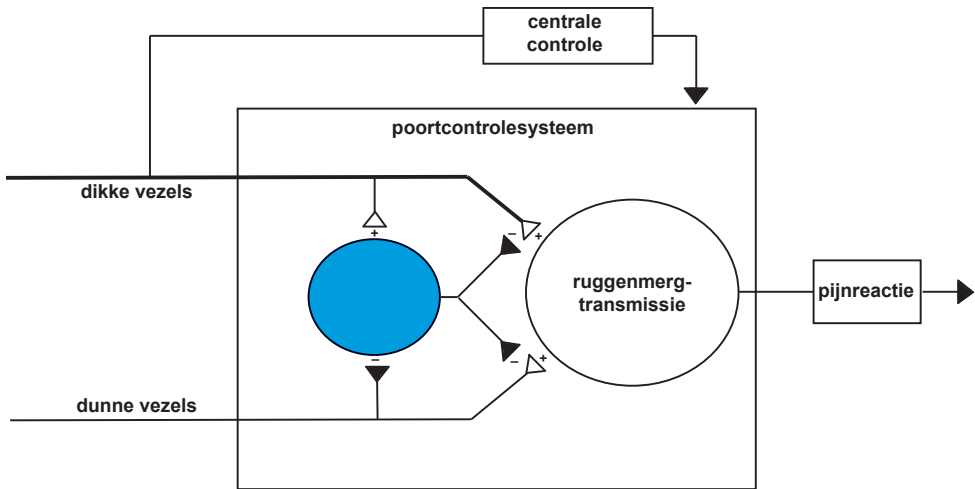 centrale
controle
poortcontrolesysteem
dikke vezels
+
–
+
ruggenmerg-
transmissie
pijnreactie
–
–
+
dunne vezels